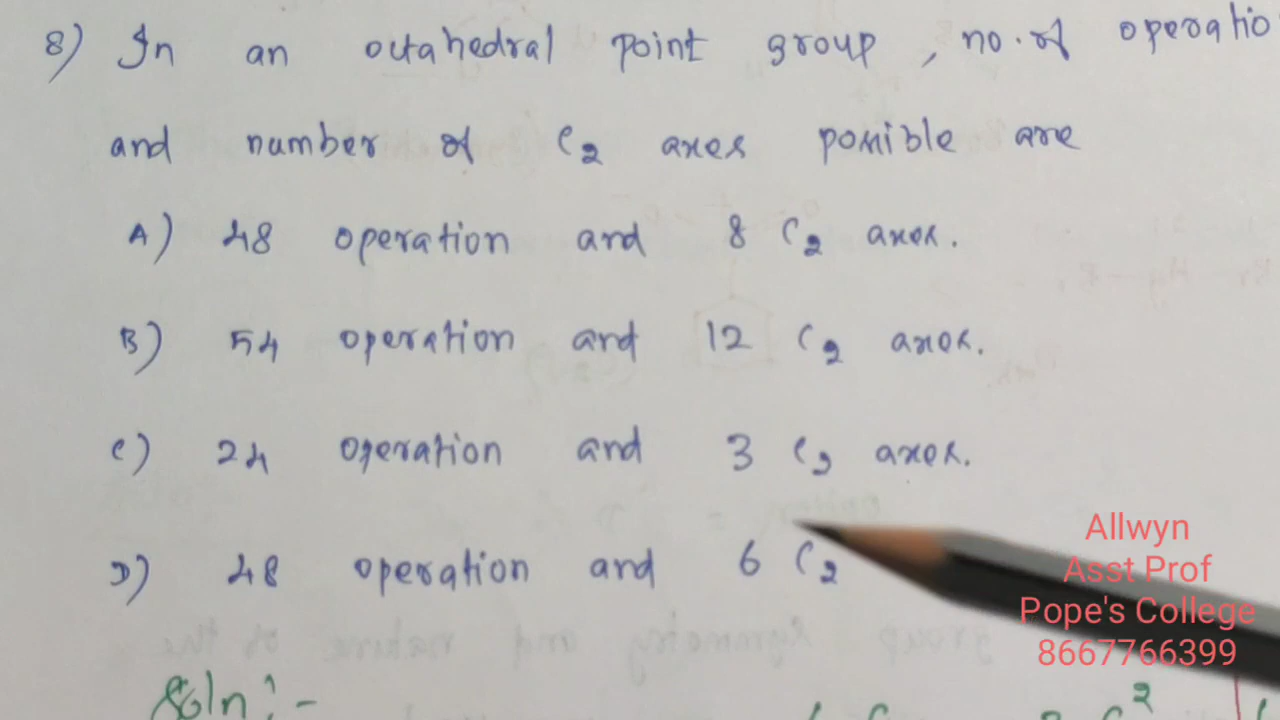 8) In an octahedral point group, no. of operatio
and number of C2 axes possible are
A) 48 operation and 8 C2 axes.
B) 54 operation and 12 C2 axes.
C) 24 operation and 3 C2 axes.
D) 48 operation and 6 C2
Allwyn
Asst Prof
Pope's College
8667766399
Soln:-